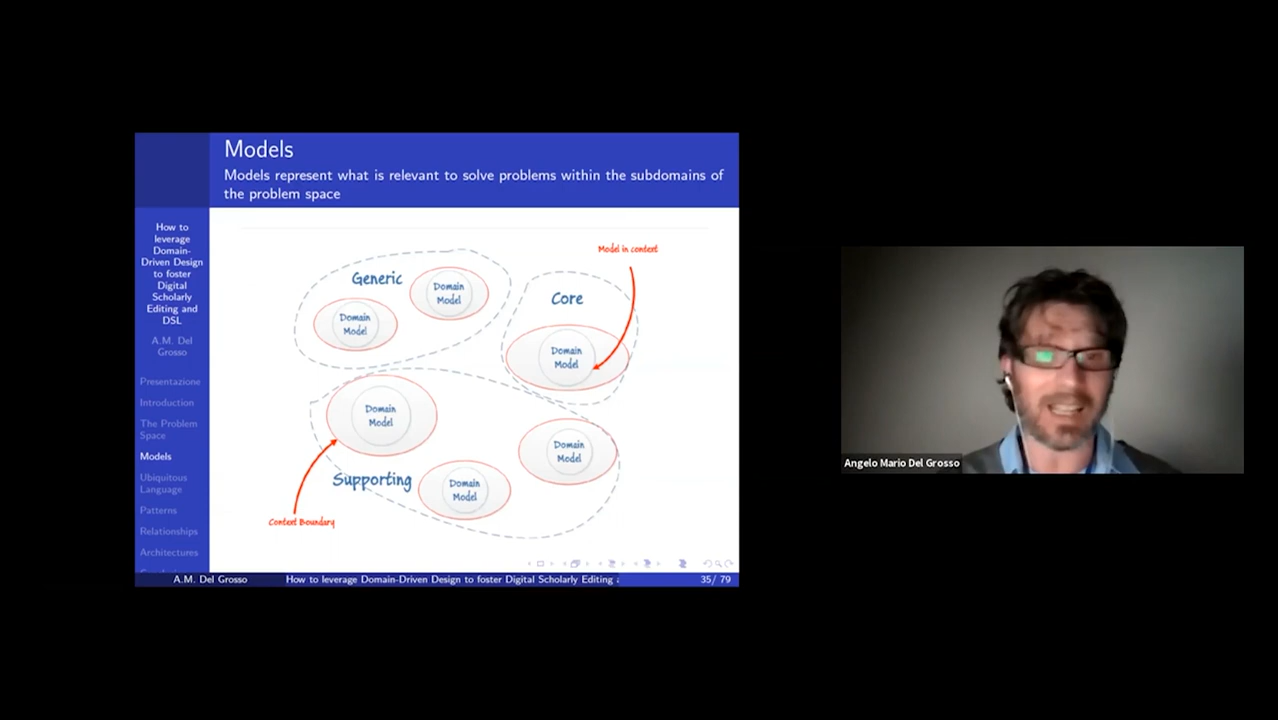 Models
Models represent what is relevant to solve problems within the subdomains of
the problem space
How to
leverage
Domain-
Driven Design
to foster
Digital
Scholarly
Editing and
DSL
A.M. Del
Grosso
Presentazione
Introduction
The Problem
Space
Models
Ubiquitous
Language
Patterns
Relationships
Architectures
Model in context
Generic
Domain
Model
Domain
Model
Core
Domain
Model
Domain
Model
Domain
Model
Supporting
Domain
Model
Context Boundary
A.M. Del Grosso
How to leverage Domain-Driven Design to foster Digital Scholarly Editing a
35/ 79
Angelo Mario Del Grosso